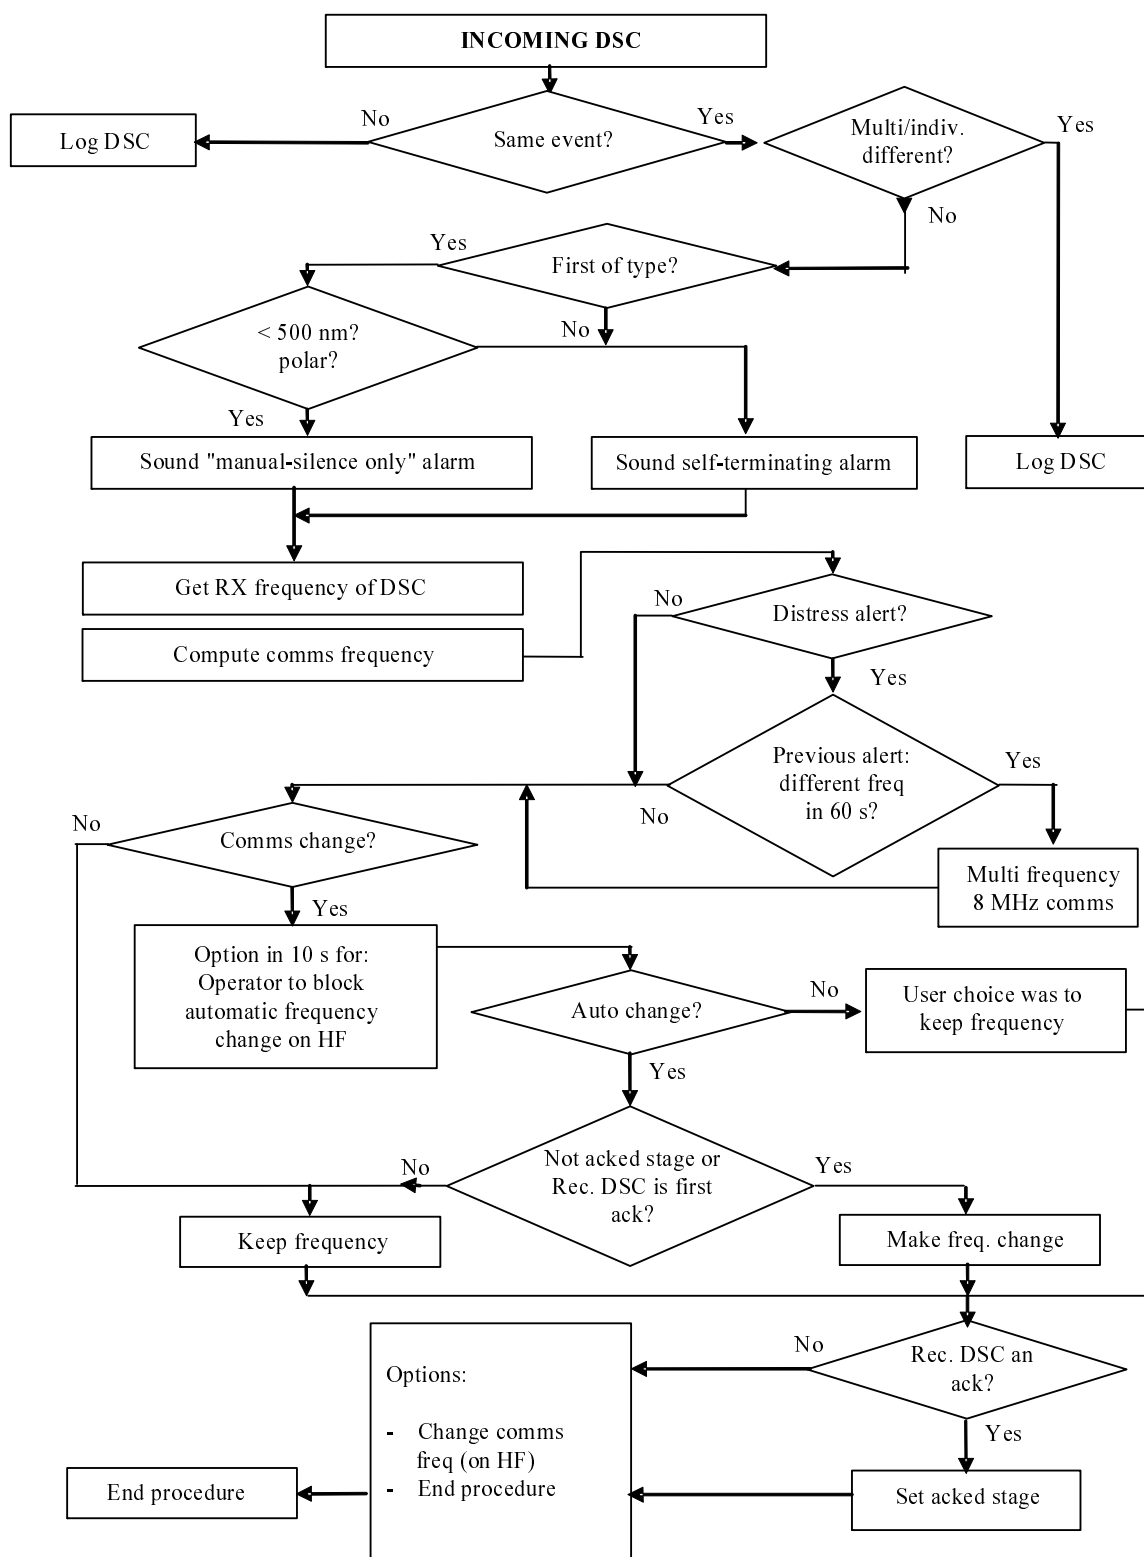 INCOMING DSC
No
Yes
Log DSC
Same event?
Multi/indiv.
different?
Yes
No
Yes
First of type?
No
< 500 nm?
polar?
Yes
Sound "manual-silence only" alarm
Sound self-terminating alarm
Log DSC
Get RX frequency of DSC
No
Distress alert?
Compute comms frequency
Yes
Previous alert:
different freq
in 60 s?
Yes
No
No
Comms change?
Multi frequency
8 MHz comms
Yes
Option in 10 s for:
Operator to block
automatic frequency
change on HF
Auto change?
No
User choice was to
keep frequency
Yes
No
Not acked stage or
Rec. DSC is first
ack?
Yes
Keep frequency
Make freq. change
No
Rec. DSC an
ack?
Options:
- Change comms
freq (on HF)
- End procedure
Yes
End procedure
Set acked stage